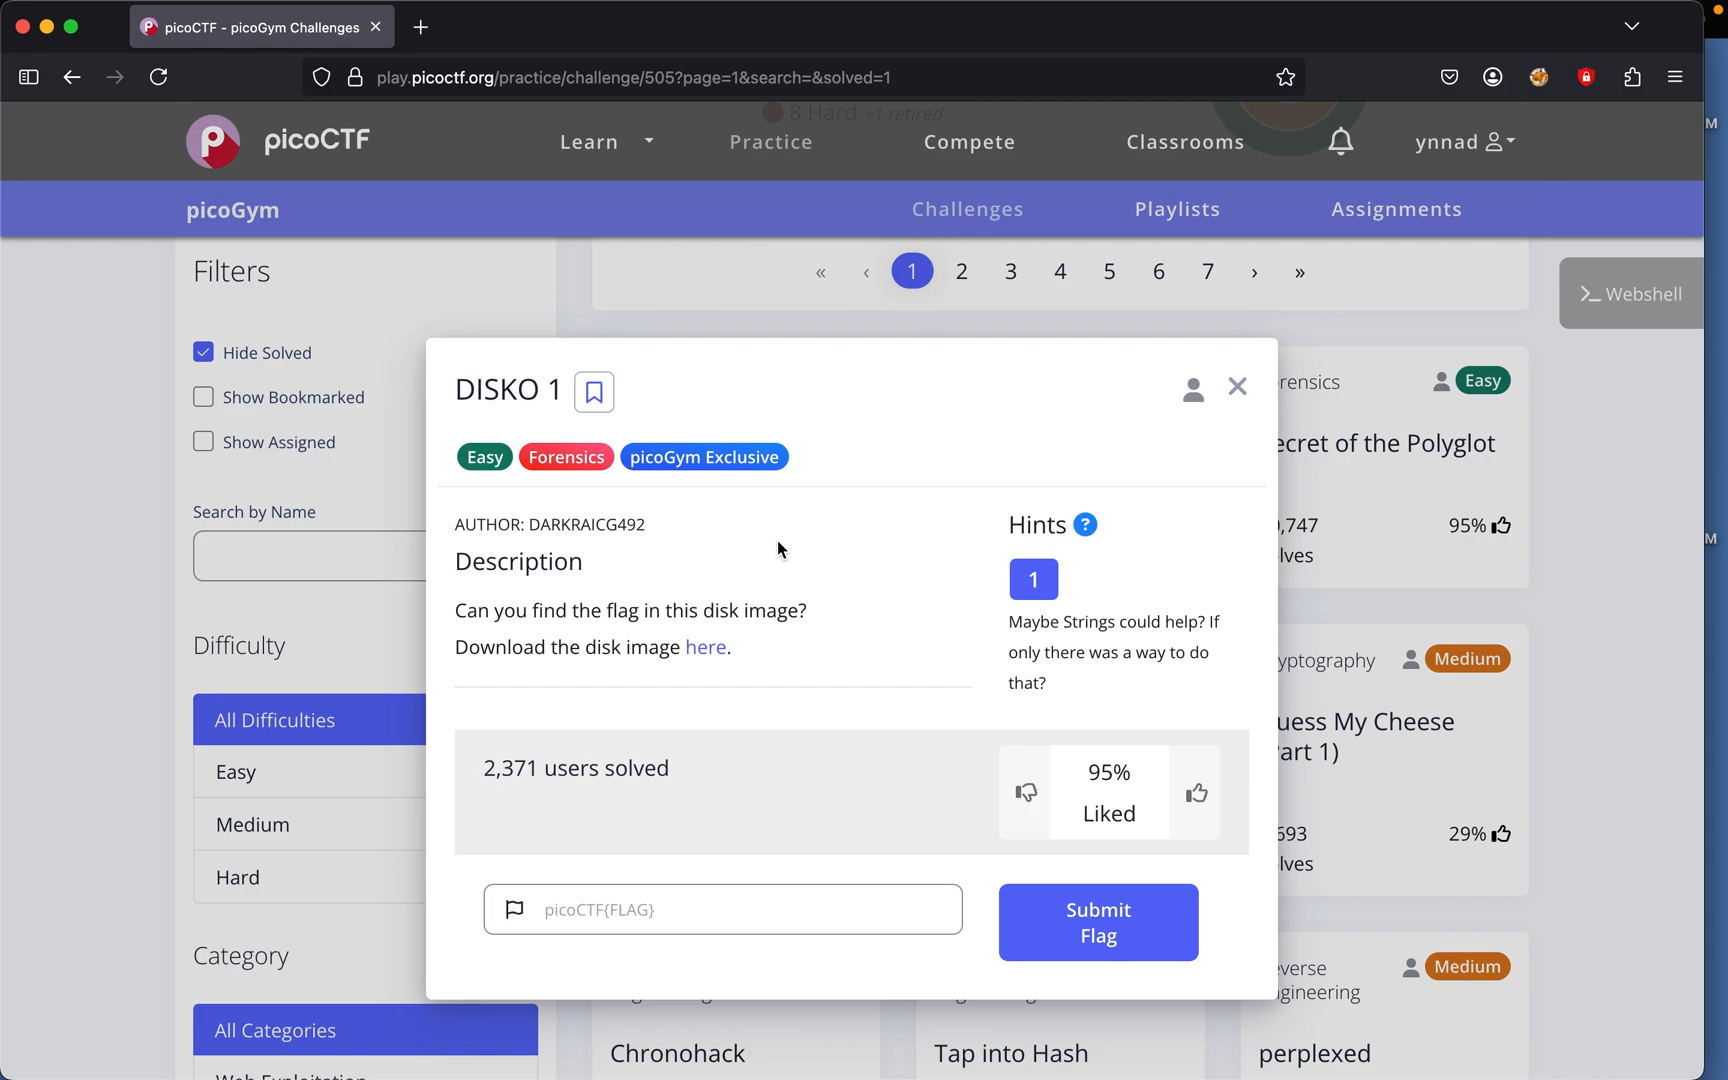 picoCTF - picoGym Challenges
play.picoctf.org/practice/challenge/505?page=1&search=&solved=1
8 Hard +1 retired
picoCTF
Learn
Practice
Compete
Classrooms
ynnad
picoGym
Challenges
Playlists
Assignments
Filters
Hide Solved
Show Bookmarked
Show Assigned
Search by Name
Difficulty
All Difficulties
Easy
Medium
Hard
Category
All Categories
« ‹ 1 2 3 4 5 6 7 › »
>_ Webshell
DISKO 1
Easy Forensics picoGym Exclusive
AUTHOR: DARKRAICG492
Description
Can you find the flag in this disk image?
Download the disk image here.
Hints ?
1
Maybe Strings could help? If
only there was a way to do
that?
2,371 users solved
95%
Liked
picoCTF{FLAG}
Submit
Flag
rensics
Easy
ecret of the Polyglot
,747
lves
95%
yptography
Medium
uess My Cheese
art 1)
693
lves
29%
everse
gineering
Medium
Chronohack
Tap into Hash
perplexed
M
M